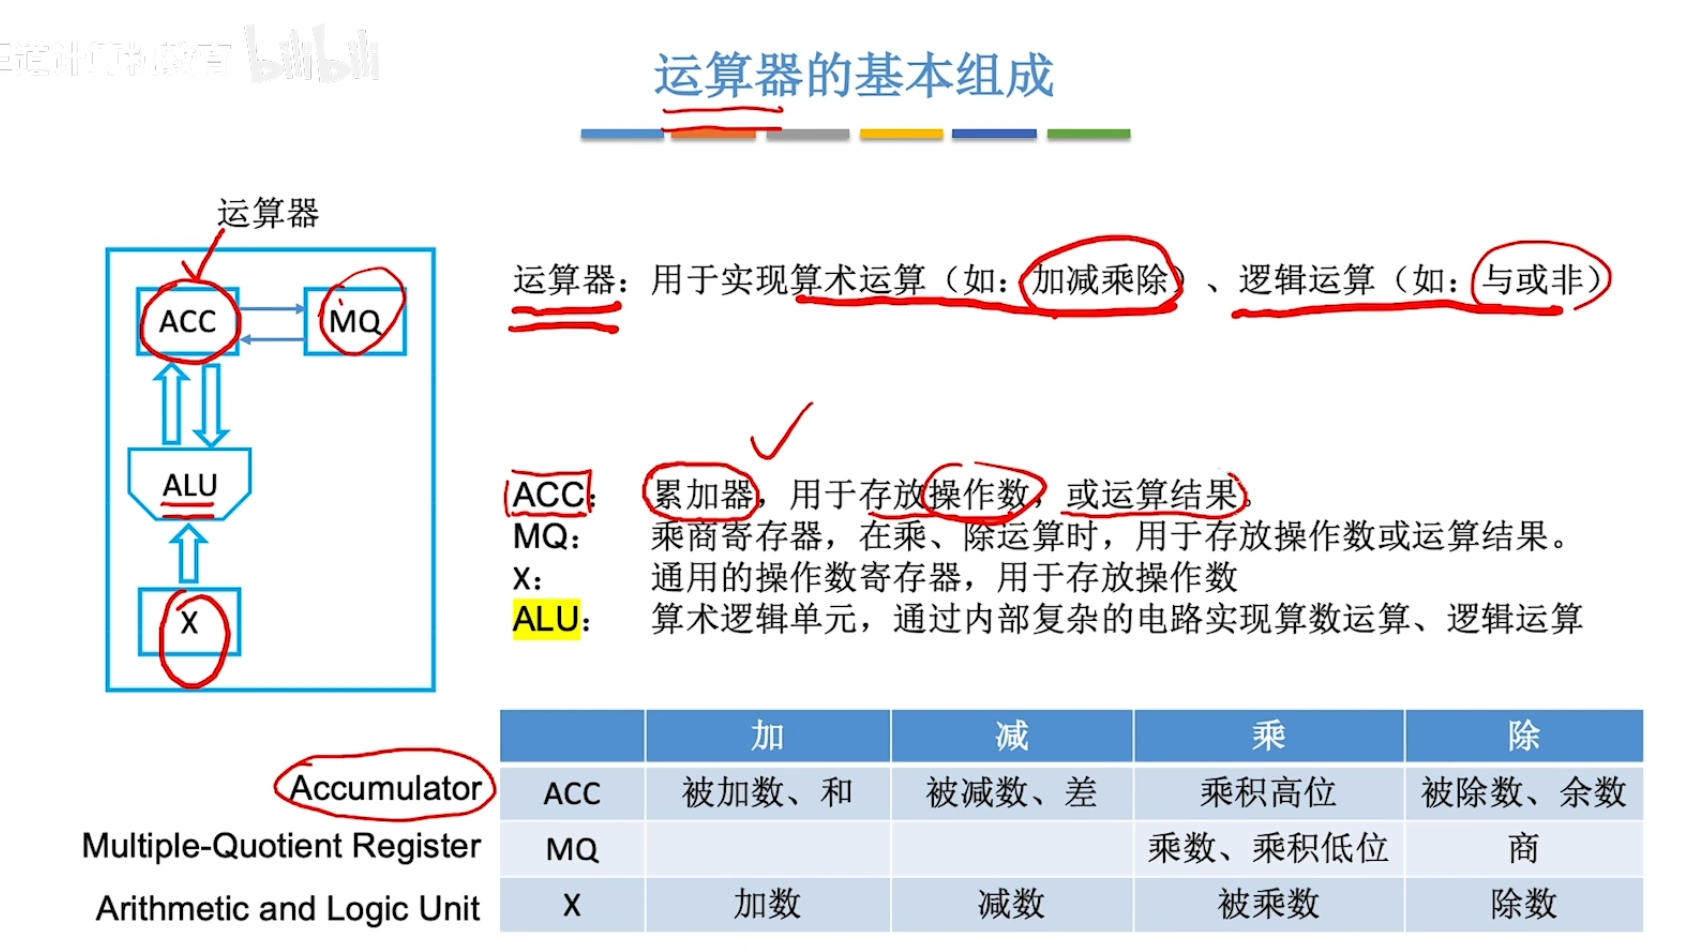 王道计算机教育 bilibili
运算器的基本组成
运算器
运算器：用于实现算术运算（如：加减乘除）、逻辑运算（如：与或非）
ACC
MQ
ALU
X
ACC： 累加器，用于存放操作数，或运算结果。
MQ： 乘商寄存器，在乘、除运算时，用于存放操作数或运算结果。
X： 通用的操作数寄存器，用于存放操作数
ALU： 算术逻辑单元，通过内部复杂的电路实现算数运算、逻辑运算
加 减 乘 除
Accumulator ACC 被加数、和 被减数、差 乘积高位 被除数、余数
Multiple-Quotient Register MQ 乘数、乘积低位 商
Arithmetic and Logic Unit X 加数 减数 被乘数 除数